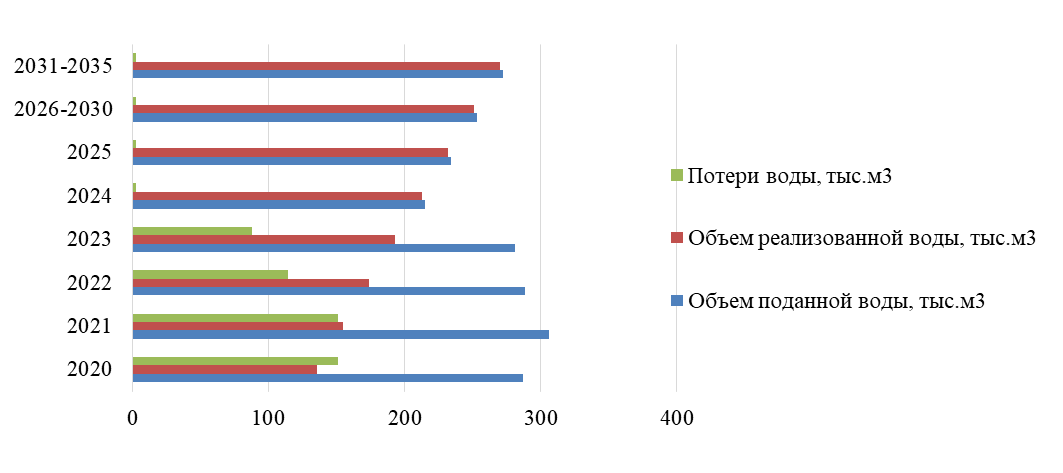 2031-2035
2026-2030
2025
2024
2023
2022
2021
2020
0 100 200 300 400
Потери воды, тыс.м3
Объем реализованной воды, тыс.м3
Объем поданной воды, тыс.м3